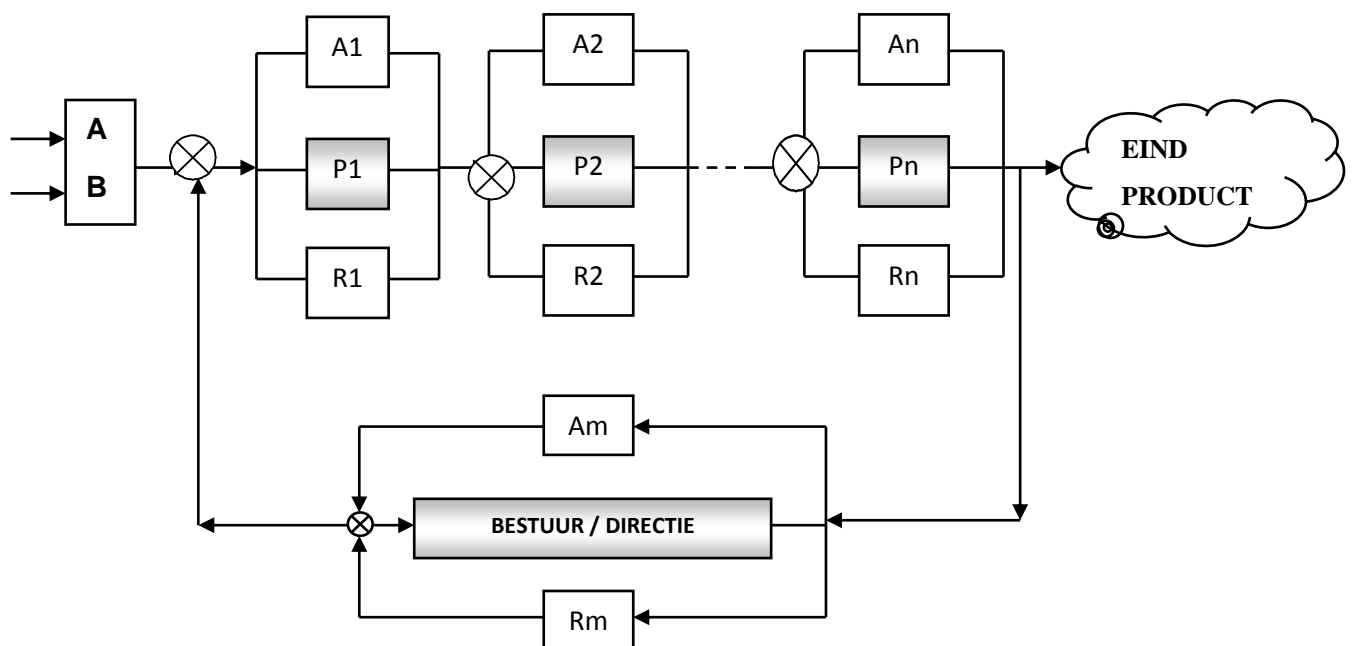 A1
A2
An
A
B
P1
P2
Pn
EIND
PRODUCT
R1
R2
Rn
Am
BESTUUR / DIRECTIE
Rm